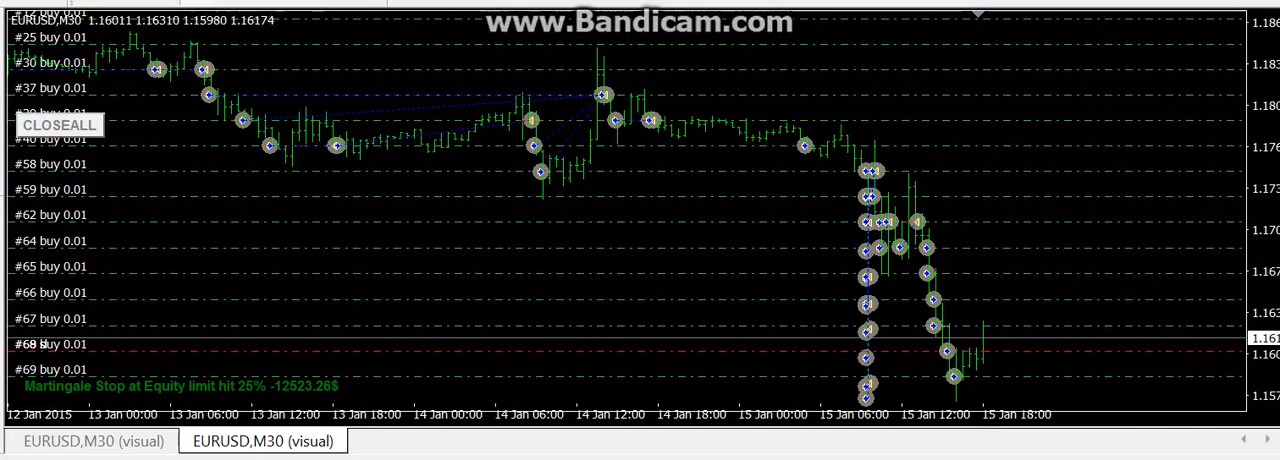 www.Bandicam.com
EURUSD,M30 1.16011 1.16310 1.15980 1.16174
#25 buy 0.01
#30 buy 0.01
#37 buy 0.01
CLOSEALL
buy 0.01
#58 buy 0.01
#59 buy 0.01
#62 buy 0.01
#64 buy 0.01
#65 buy 0.01
#66 buy 0.01
#67 buy 0.01
buy 0.01
#69 buy 0.01
Martingale Stop at Equity limit hit 25% -12523.26$
1.186
1.183
1.180
1.176
1.173
1.170
1.167
1.163
1.161
1.160
1.157
12 Jan 2015 13 Jan 00:00 13 Jan 06:00 13 Jan 12:00 13 Jan 18:00 14 Jan 00:00 14 Jan 06:00 14 Jan 12:00 14 Jan 18:00 15 Jan 00:00 15 Jan 06:00 15 Jan 12:00 15 Jan 18:00
EURUSD,M30 (visual) EURUSD,M30 (visual)